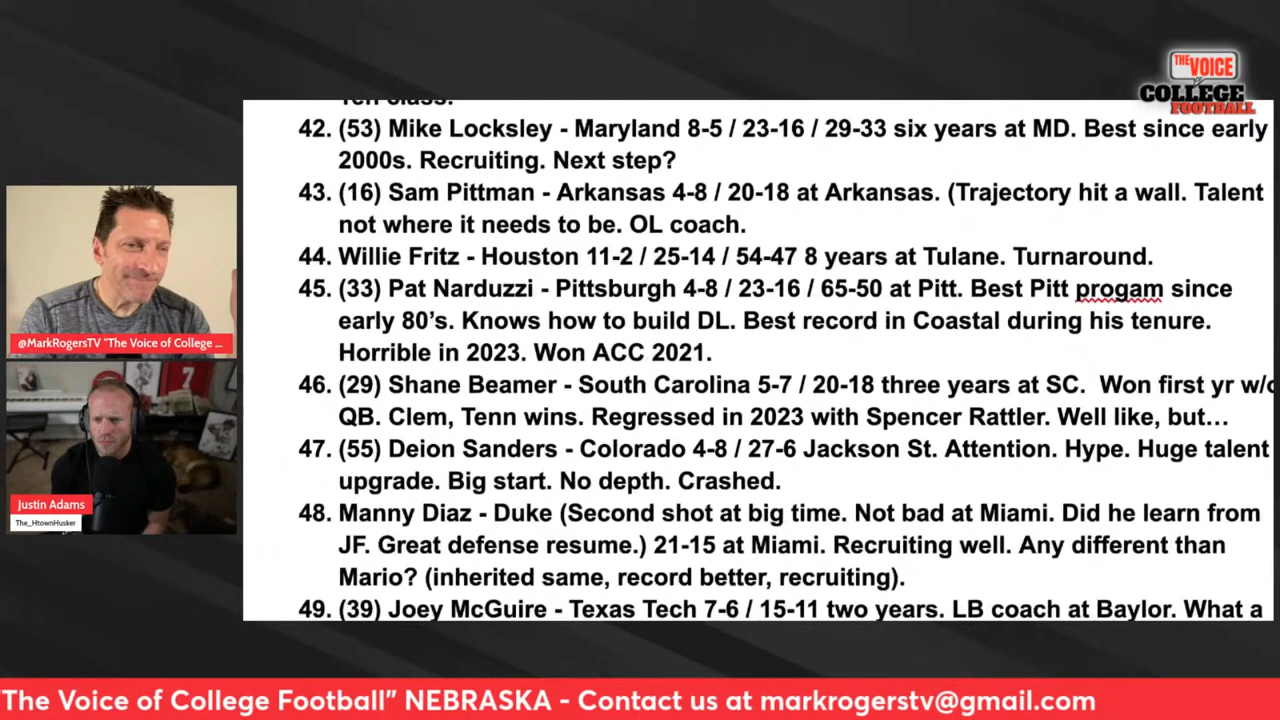 THE VOICE
OF
COLLEGE
FOOTBALL
Ten class.
42. (53) Mike Locksley - Maryland 8-5 / 23-16 / 29-33 six years at MD. Best since early
2000s. Recruiting. Next step?
43. (16) Sam Pittman - Arkansas 4-8 / 20-18 at Arkansas. (Trajectory hit a wall. Talent
not where it needs to be. OL coach.
44. Willie Fritz - Houston 11-2 / 25-14 / 54-47 8 years at Tulane. Turnaround.
45. (33) Pat Narduzzi - Pittsburgh 4-8 / 23-16 / 65-50 at Pitt. Best Pitt progam since
early 80’s. Knows how to build DL. Best record in Coastal during his tenure.
Horrible in 2023. Won ACC 2021.
46. (29) Shane Beamer - South Carolina 5-7 / 20-18 three years at SC. Won first yr w/o
QB. Clem, Tenn wins. Regressed in 2023 with Spencer Rattler. Well like, but...
47. (55) Deion Sanders - Colorado 4-8 / 27-6 Jackson St. Attention. Hype. Huge talent
upgrade. Big start. No depth. Crashed.
48. Manny Diaz - Duke (Second shot at big time. Not bad at Miami. Did he learn from
JF. Great defense resume.) 21-15 at Miami. Recruiting well. Any different than
Mario? (inherited same, record better, recruiting).
49. (39) Joey McGuire - Texas Tech 7-6 / 15-11 two years. LB coach at Baylor. What a
@MarkRogersTV "The Voice of College ...
Justin Adams
The_HtownHusker
"The Voice of College Football” NEBRASKA - Contact us at markrogerstv@gmail.com